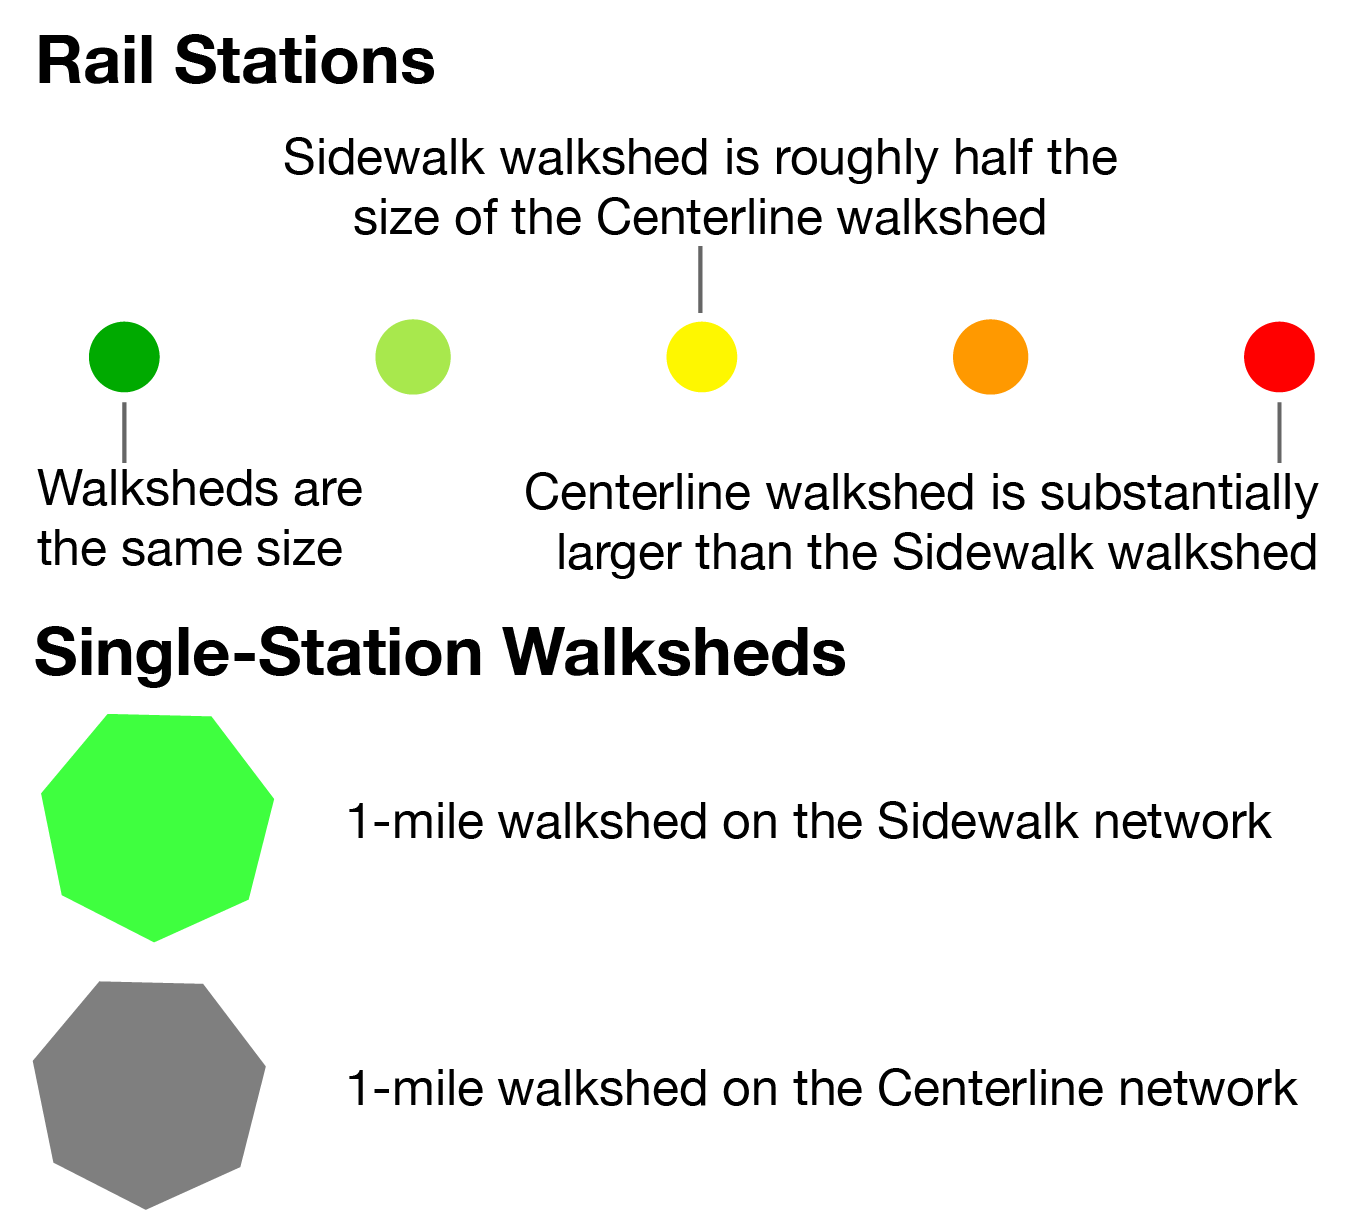 Rail Stations
Sidewalk walkshed is roughly half the
size of the Centerline walkshed
Walksheds are
the same size
Centerline walkshed is substantially
larger than the Sidewalk walkshed
Single-Station Walksheds
1-mile walkshed on the Sidewalk network
1-mile walkshed on the Centerline network